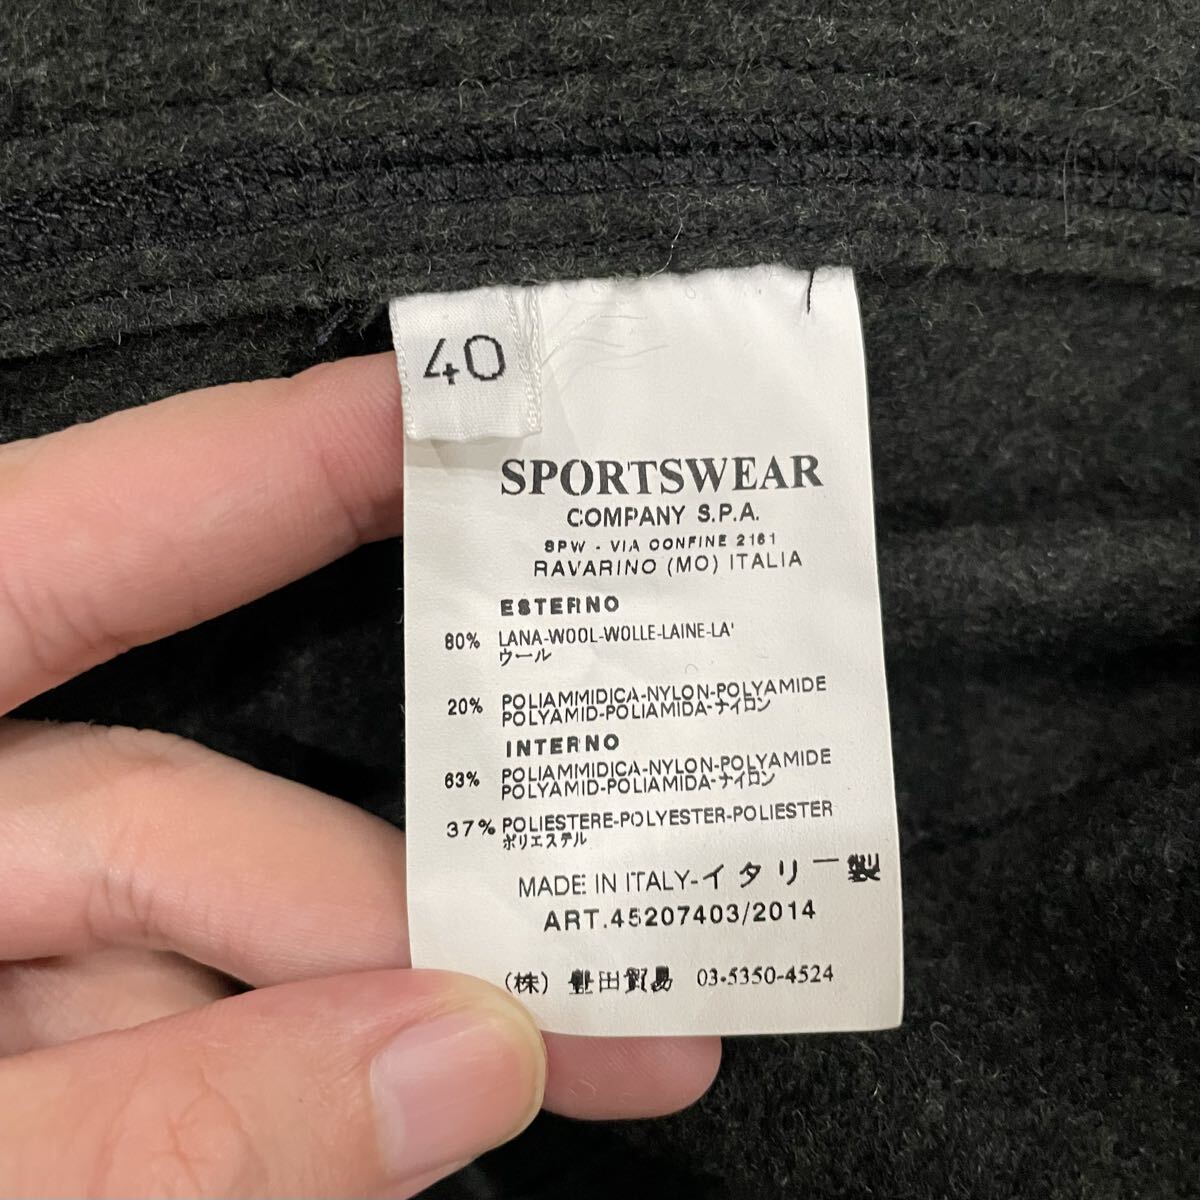 40
SPORTSWEAR
COMPANY S.P.A.
SPW - VIA CONFINE 2161
RAVARINO (MO) ITALIA
ESTERNO
80% LANA-WOOL-WOLLE-LAINE-LA'
ウール
20% POLIAMMIDICA-NYLON-POLYAMIDE
POLYAMID-POLIAMIDA-ナイロン
INTERNO
63% POLIAMMIDICA-NYLON-POLYAMIDE
POLYAMID-POLIAMIDA-ナイロン
37% POLIESTERE-POLYESTER-POLIESTER
ポリエステル
MADE IN ITALY-イタリー製
ART.45207403/2014
(株) 豊田貿易 03-5350-4524